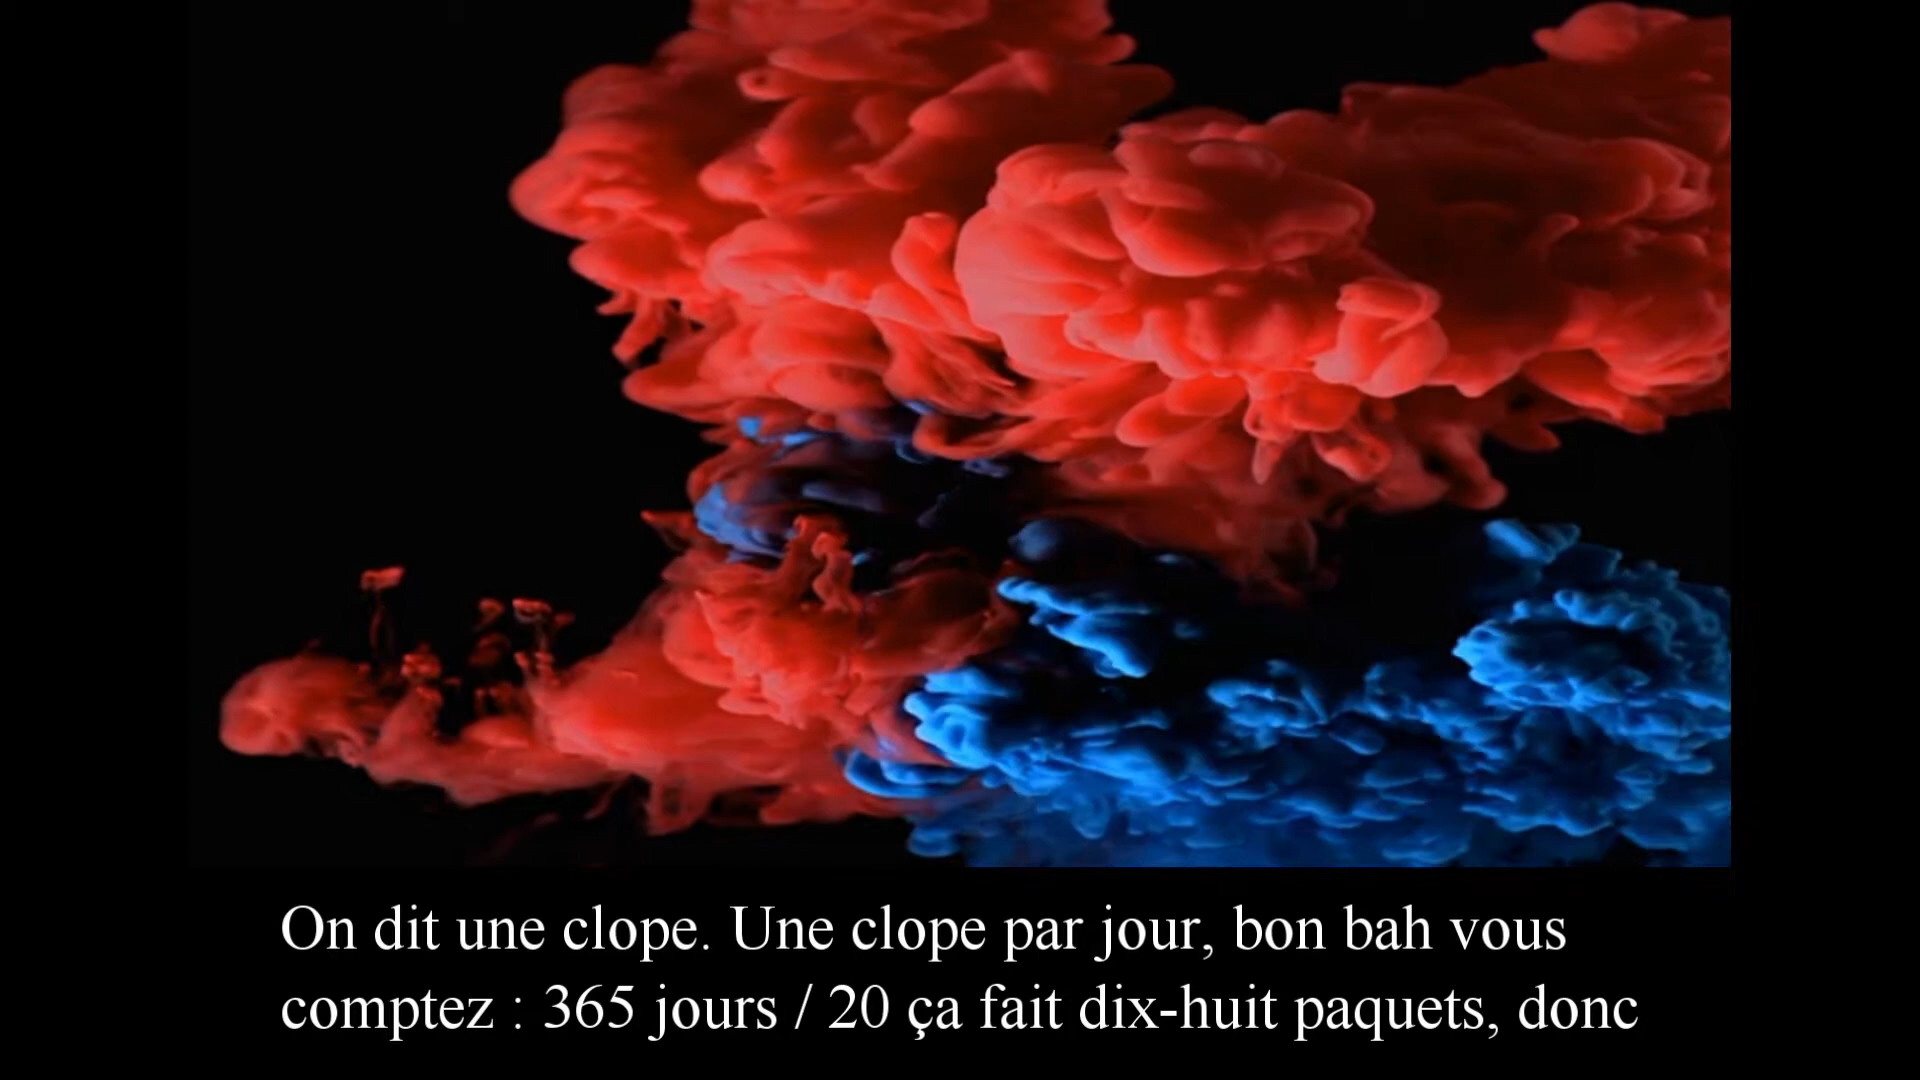 On dit une clope. Une clope par jour, bon bah vous
comptez : 365 jours / 20 ça fait dix-huit paquets, donc